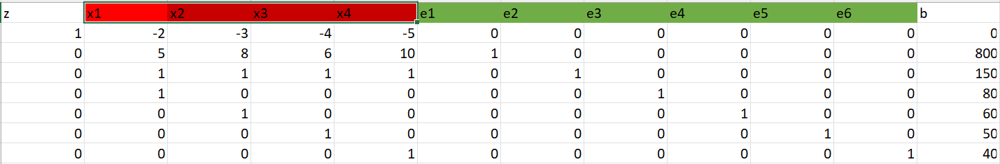 z x1 x2 x3 x4 e1 e2 e3 e4 e5 e6 b
1 -2 -3 -4 -5 0 0 0 0 0 0 0
0 5 8 6 10 1 0 0 0 0 0 800
0 1 1 1 1 0 1 0 0 0 0 150
0 1 0 0 0 0 0 1 0 0 0 80
0 0 1 0 0 0 0 0 1 0 0 60
0 0 0 1 0 0 0 0 0 1 0 50
0 0 0 0 1 0 0 0 0 0 1 40